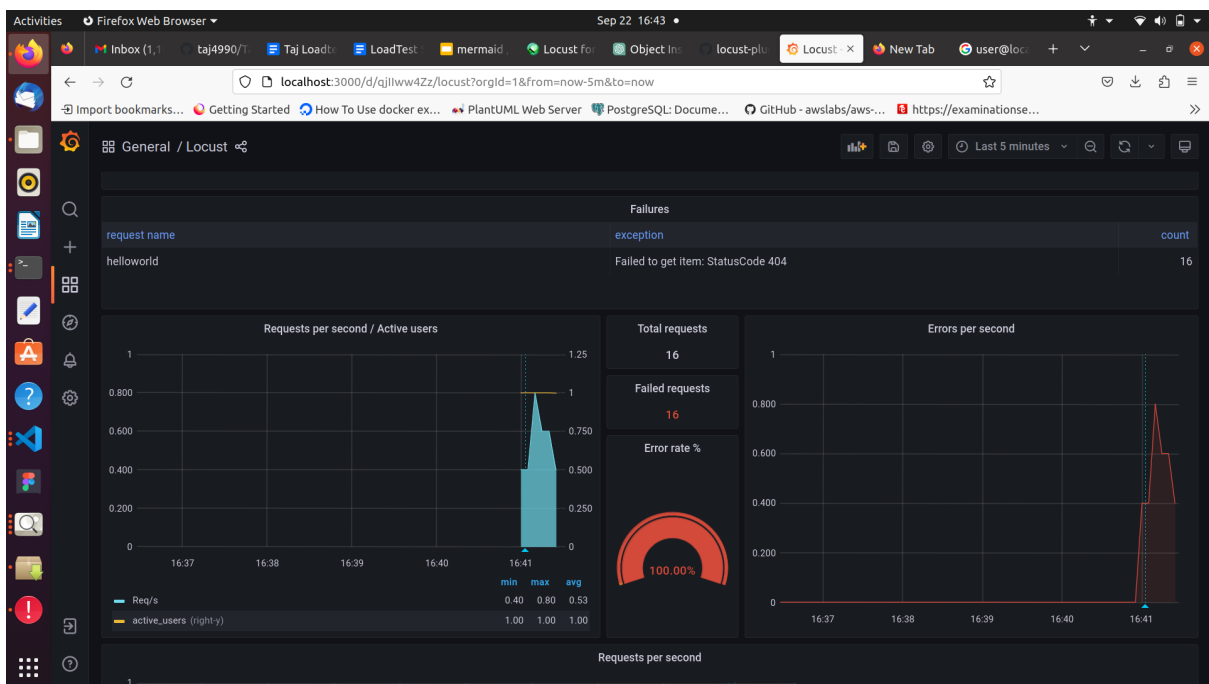 Activities Firefox Web Browser Sep 22 16:43
Inbox (1,1 taj4990/T Taj Loadte LoadTest mermaid Locust for Object Ins locust-plu Locust - New Tab user@loca
localhost:3000/d/qjIIww4Zz/locust?orgId=1&from=now-5m&to=now
Import bookmarks... Getting Started How To Use docker ex... PlantUML Web Server PostgreSQL: Docume... GitHub - awslabs/aws-... https://examinationse...
General / Locust Last 5 minutes
Failures
request name exception count
helloworld Failed to get item: StatusCode 404 16
Requests per second / Active users
1 1.25
0.800 1
0.600 0.750
0.400 0.500
0.200 0.250
0 0
16:37 16:38 16:39 16:40 16:41
min max avg
Req/s 0.40 0.80 0.53
active_users (right-y) 1.00 1.00 1.00
Total requests
16
Failed requests
16
Error rate %
100.00%
Errors per second
1
0.800
0.600
0.400
0.200
0
16:37 16:38 16:39 16:40 16:41
Requests per second
1